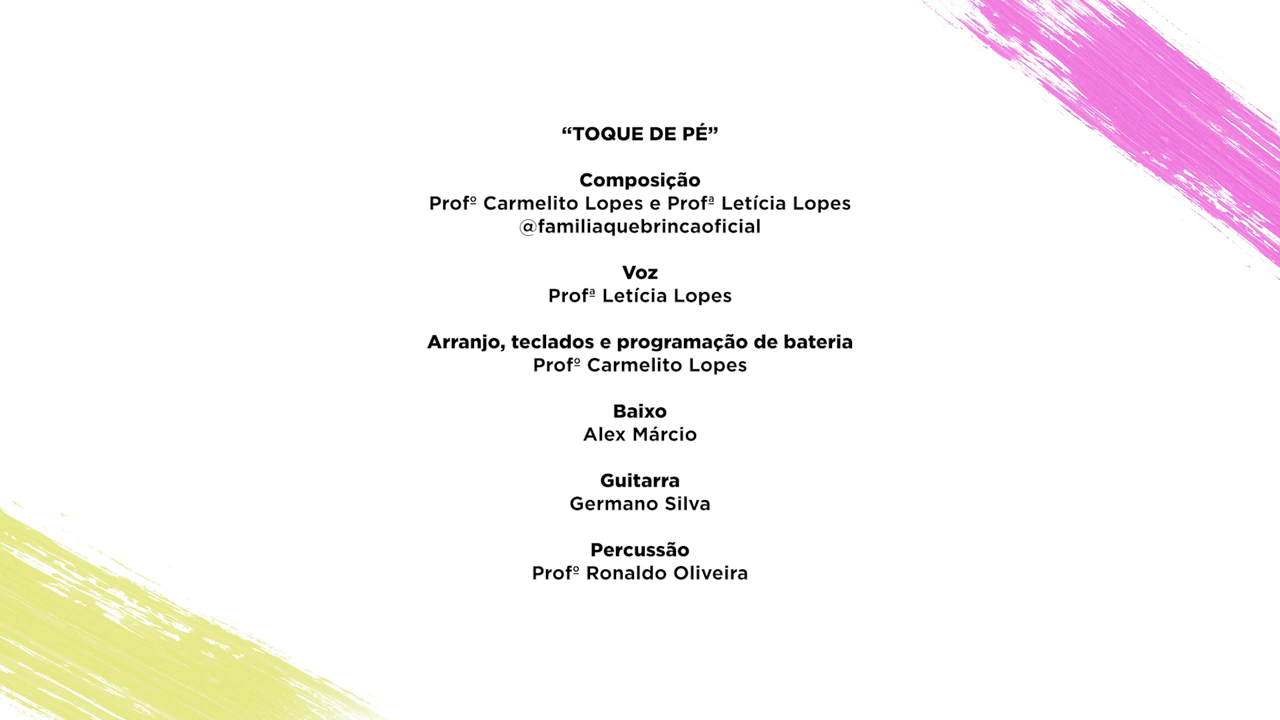 “TOQUE DE PÉ”
Composição
Profº Carmelito Lopes e Profª Letícia Lopes
@familiaquebrincaoficial
Voz
Profª Letícia Lopes
Arranjo, teclados e programação de bateria
Profº Carmelito Lopes
Baixo
Alex Márcio
Guitarra
Germano Silva
Percussão
Profº Ronaldo Oliveira